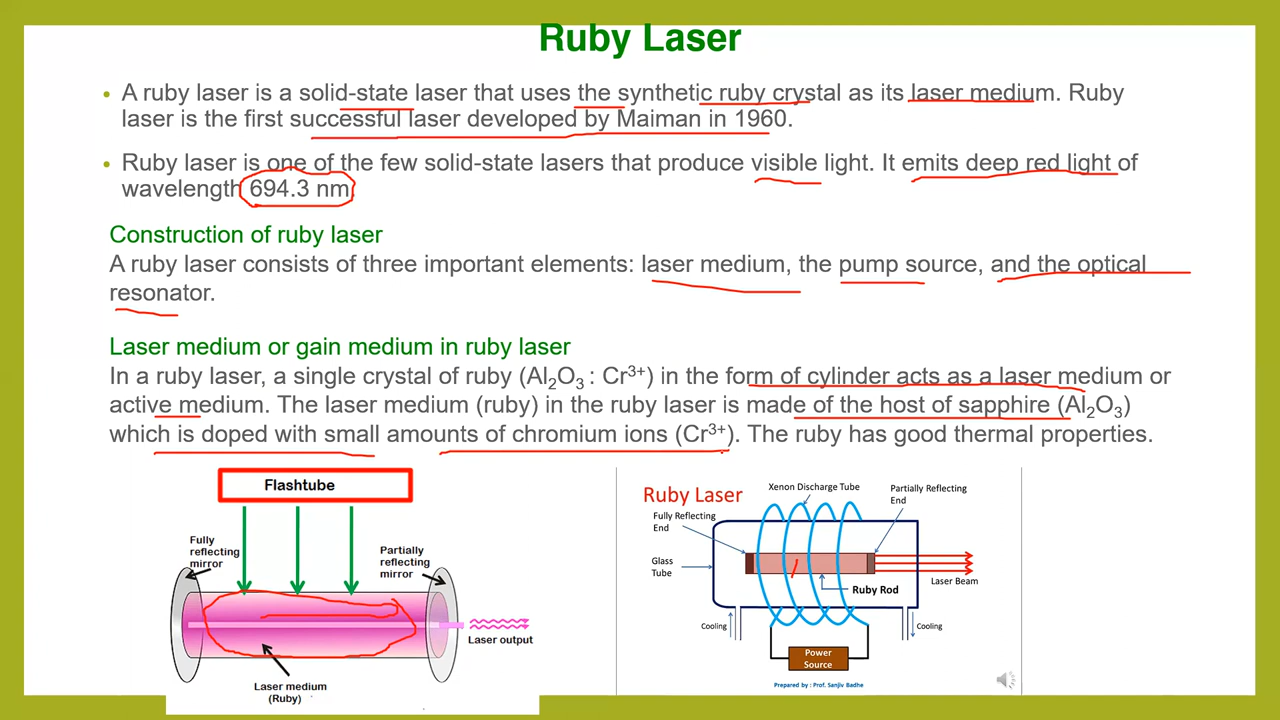 Ruby Laser
• A ruby laser is a solid-state laser that uses the synthetic ruby crystal as its laser medium. Ruby
laser is the first successful laser developed by Maiman in 1960.
• Ruby laser is one of the few solid-state lasers that produce visible light. It emits deep red light of
wavelength 694.3 nm.
Construction of ruby laser
A ruby laser consists of three important elements: laser medium, the pump source, and the optical
resonator.
Laser medium or gain medium in ruby laser
In a ruby laser, a single crystal of ruby (Al₂O₃ : Cr³⁺) in the form of cylinder acts as a laser medium or
active medium. The laser medium (ruby) in the ruby laser is made of the host of sapphire (Al₂O₃)
which is doped with small amounts of chromium ions (Cr³⁺). The ruby has good thermal properties.
Flashtube
Fully
reflecting
mirror
Partially
reflecting
mirror
Laser output
Laser medium
(Ruby)
Ruby Laser
Xenon Discharge Tube
Partially Reflecting
End
Fully Reflecting
End
Glass
Tube
Laser Beam
Ruby Rod
Cooling
Cooling
Power
Source
Prepared by : Prof. Sanjiv Badhe